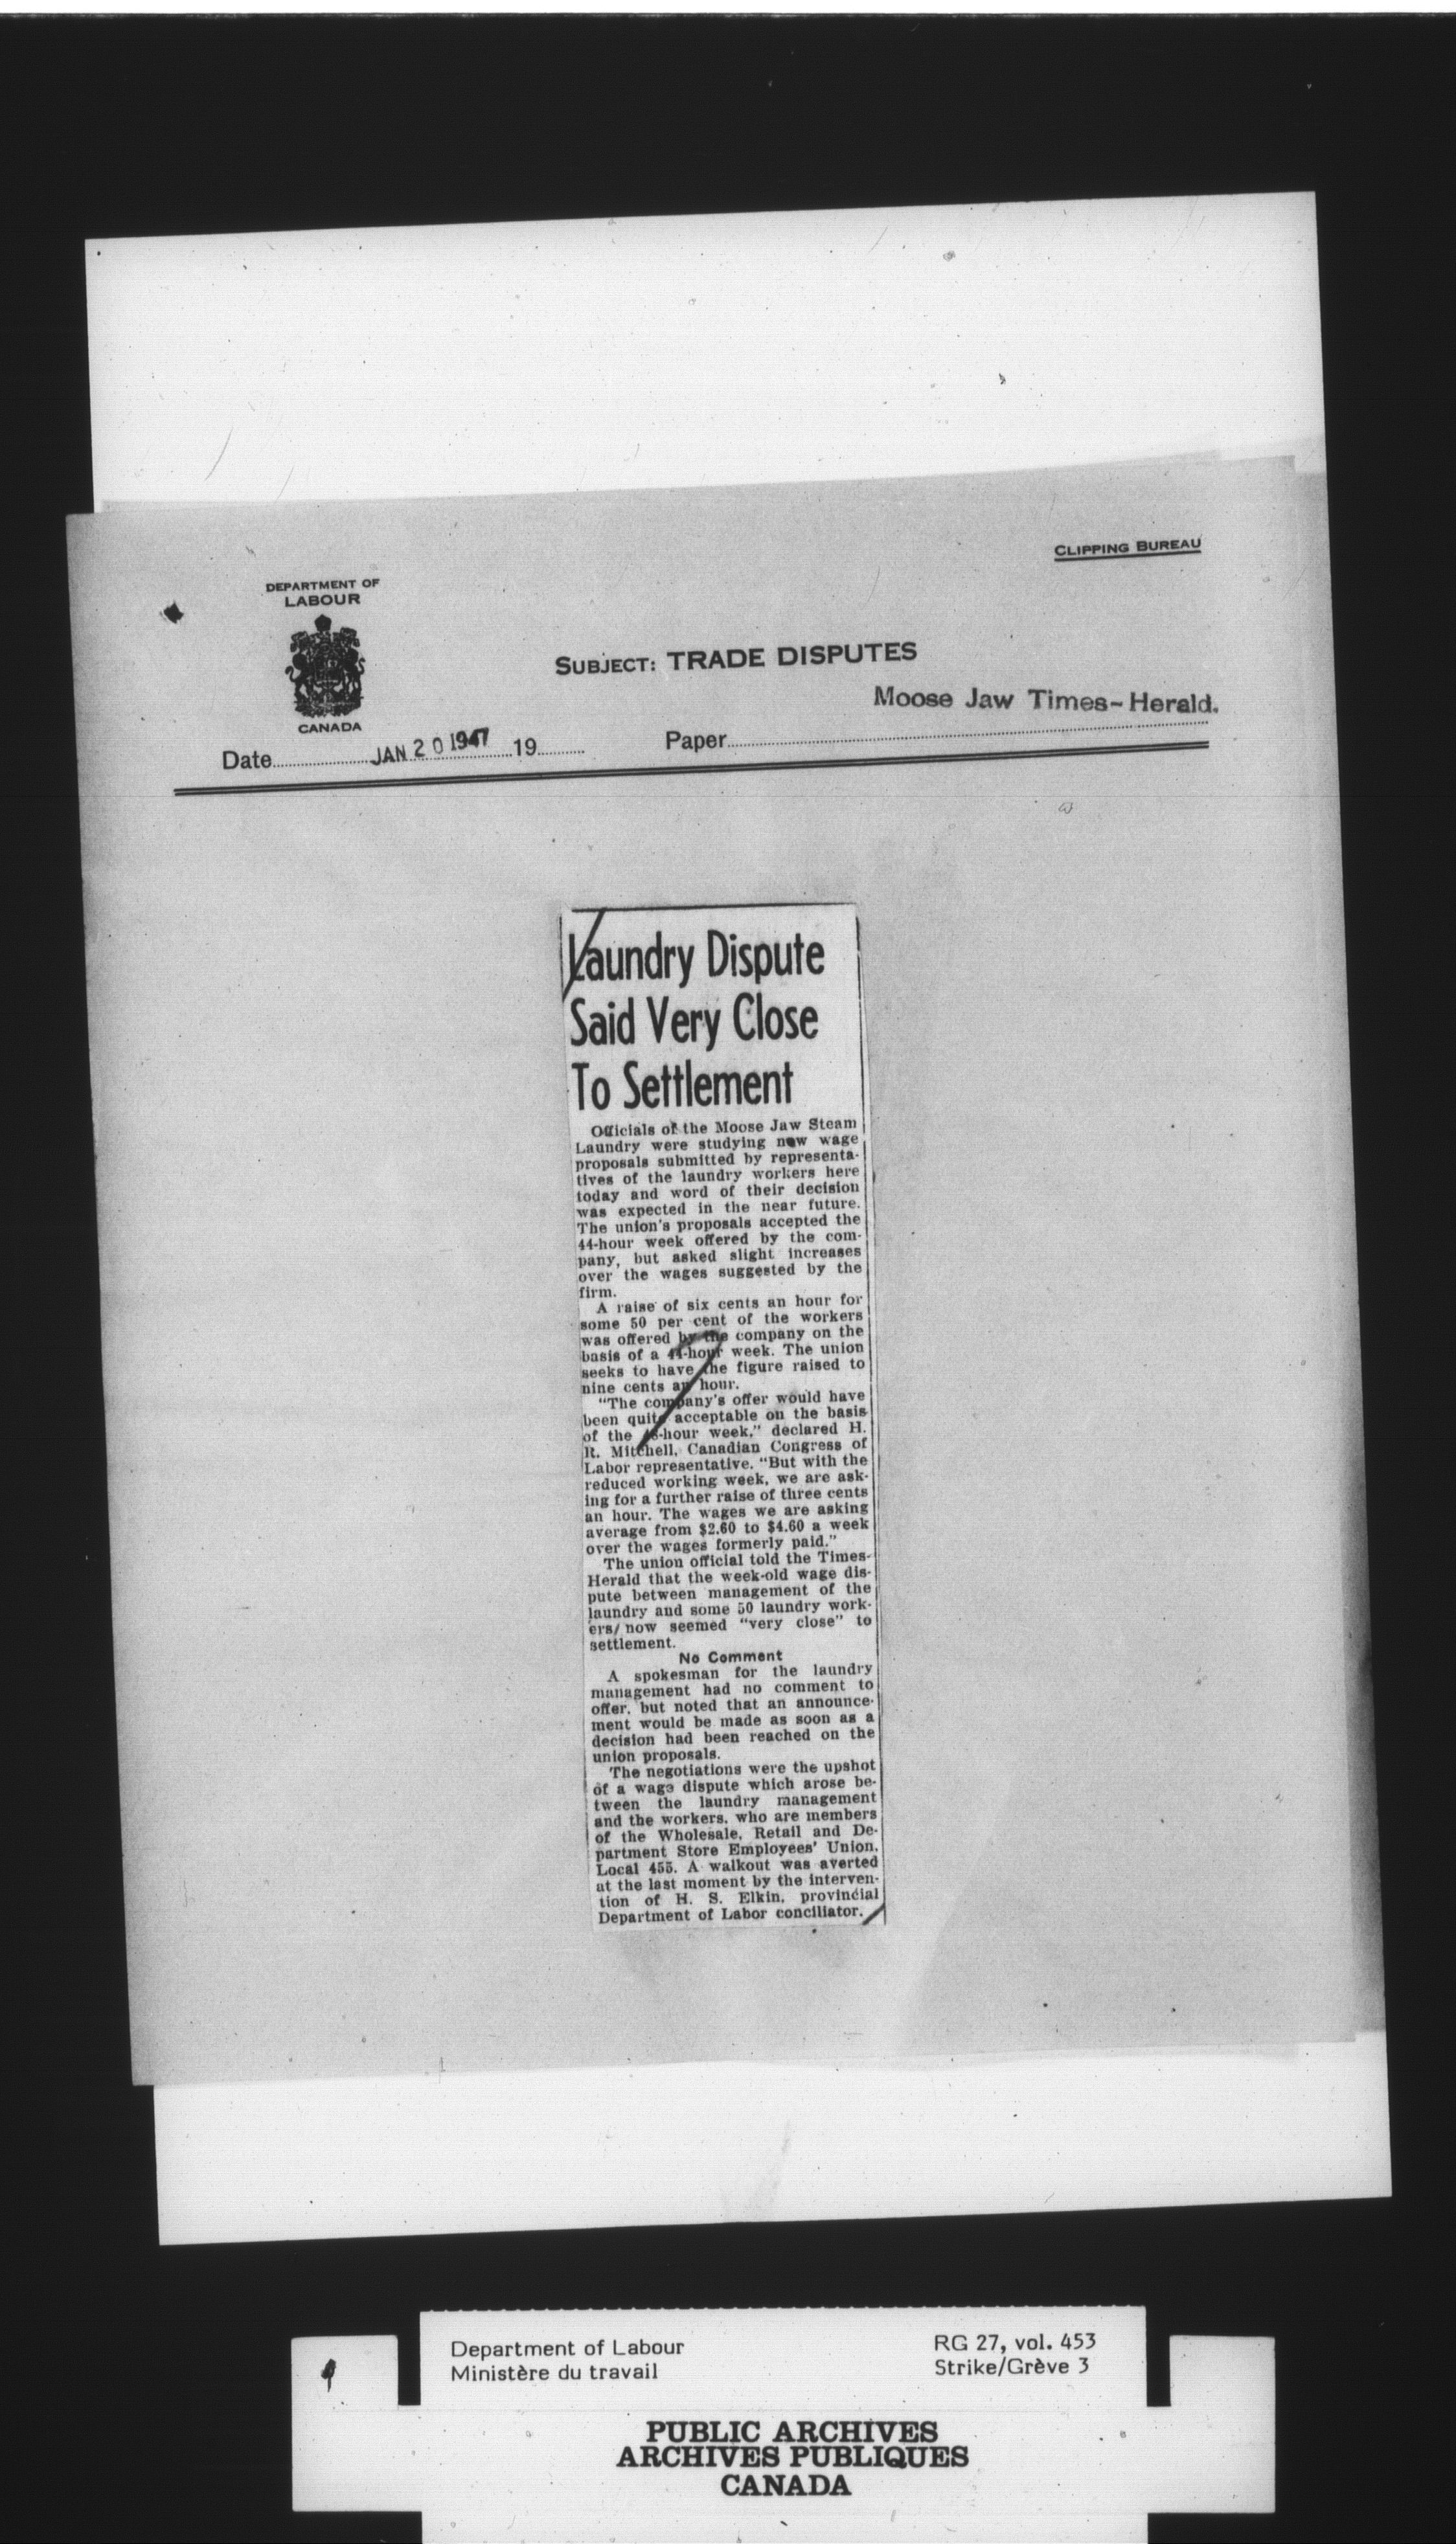 CLIPPING BUREAU
DEPARTMENT OF
LABOUR
CANADA
SUBJECT: TRADE DISPUTES
Moose Jaw Times-Herald.
Date JAN 20 1947 19 Paper
Laundry Dispute
Said Very Close
To Settlement
Officials of the Moose Jaw Steam
Laundry were studying new wage
proposals submitted by representa-
tives of the laundry workers here
today and word of their decision
was expected in the near future.
The union's proposals accepted the
44-hour week offered by the com-
pany, but asked slight increases
over the wages suggested by the
firm.
A raise of six cents an hour for
some 50 per cent of the workers
was offered by the company on the
basis of a 44-hour week. The union
seeks to have the figure raised to
nine cents an hour.
"The company's offer would have
been quite acceptable on the basis
of the 48-hour week," declared H.
R. Mitchell, Canadian Congress of
Labor representative. "But with the
reduced working week, we are ask-
ing for a further raise of three cents
an hour. The wages we are asking
average from $2.60 to $4.60 a week
over the wages formerly paid."
The union official told the Times-
Herald that the week-old wage dis-
pute between management of the
laundry and some 50 laundry work-
ers/ now seemed "very close" to
settlement.
No Comment
A spokesman for the laundry
management had no comment to
offer, but noted that an announce-
ment would be made as soon as a
decision had been reached on the
union proposals.
The negotiations were the upshot
of a wage dispute which arose be-
tween the laundry management
and the workers, who are members
of the Wholesale, Retail and De-
partment Store Employees' Union,
Local 455. A walkout was averted
at the last moment by the interven-
tion of H. S. Elkin, provincial
Department of Labor conciliator.
Department of Labour
Ministère du travail
RG 27, vol. 453
Strike/Grève 3
PUBLIC ARCHIVES
ARCHIVES PUBLIQUES
CANADA